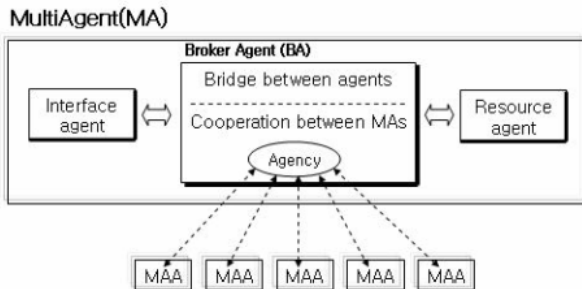 MultiAgent(MA)
Broker Agent (BA)
Bridge between agents
Interface
agent
Resource
agent
Cooperation between MAs
Agency
MAA
MAA
MAA
MAA
MAA